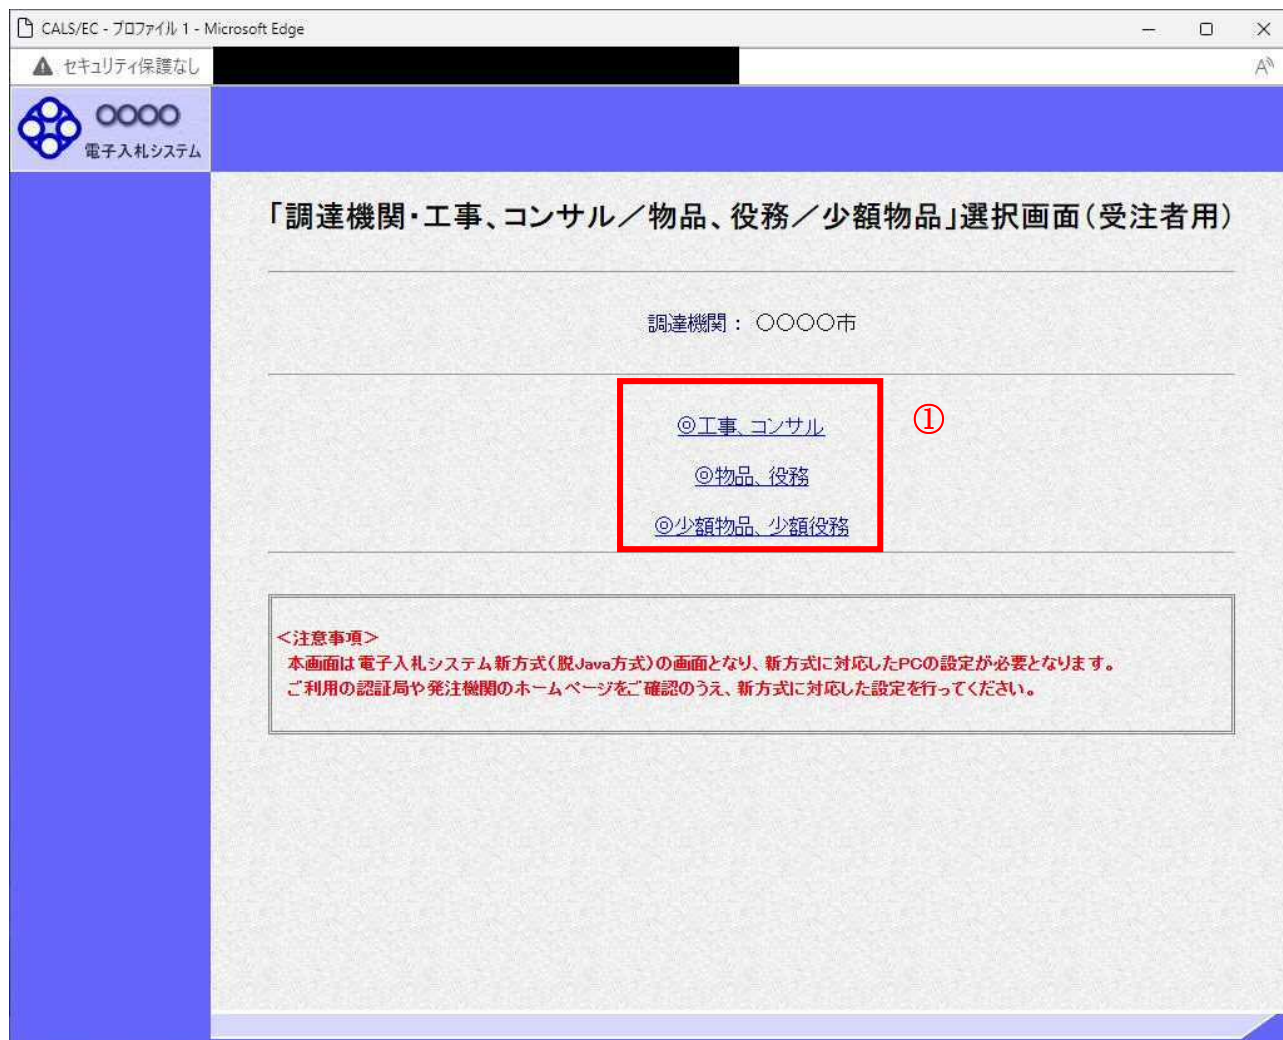 CALS/EC - プロファイル 1 - Microsoft Edge
セキュリティ保護なし
A
〇〇〇〇
電子入札システム
「調達機関・工事、コンサル／物品、役務／少額物品」選択画面（受注者用）
調達機関： 〇〇〇〇市
◎工事、コンサル
①
◎物品、役務
◎少額物品、少額役務
＜注意事項＞
本画面は電子入札システム新方式（脱Java方式）の画面となり、新方式に対応したPCの設定が必要となります。
ご利用の認証局や発注機関のホームページをご確認のうえ、新方式に対応した設定を行ってください。